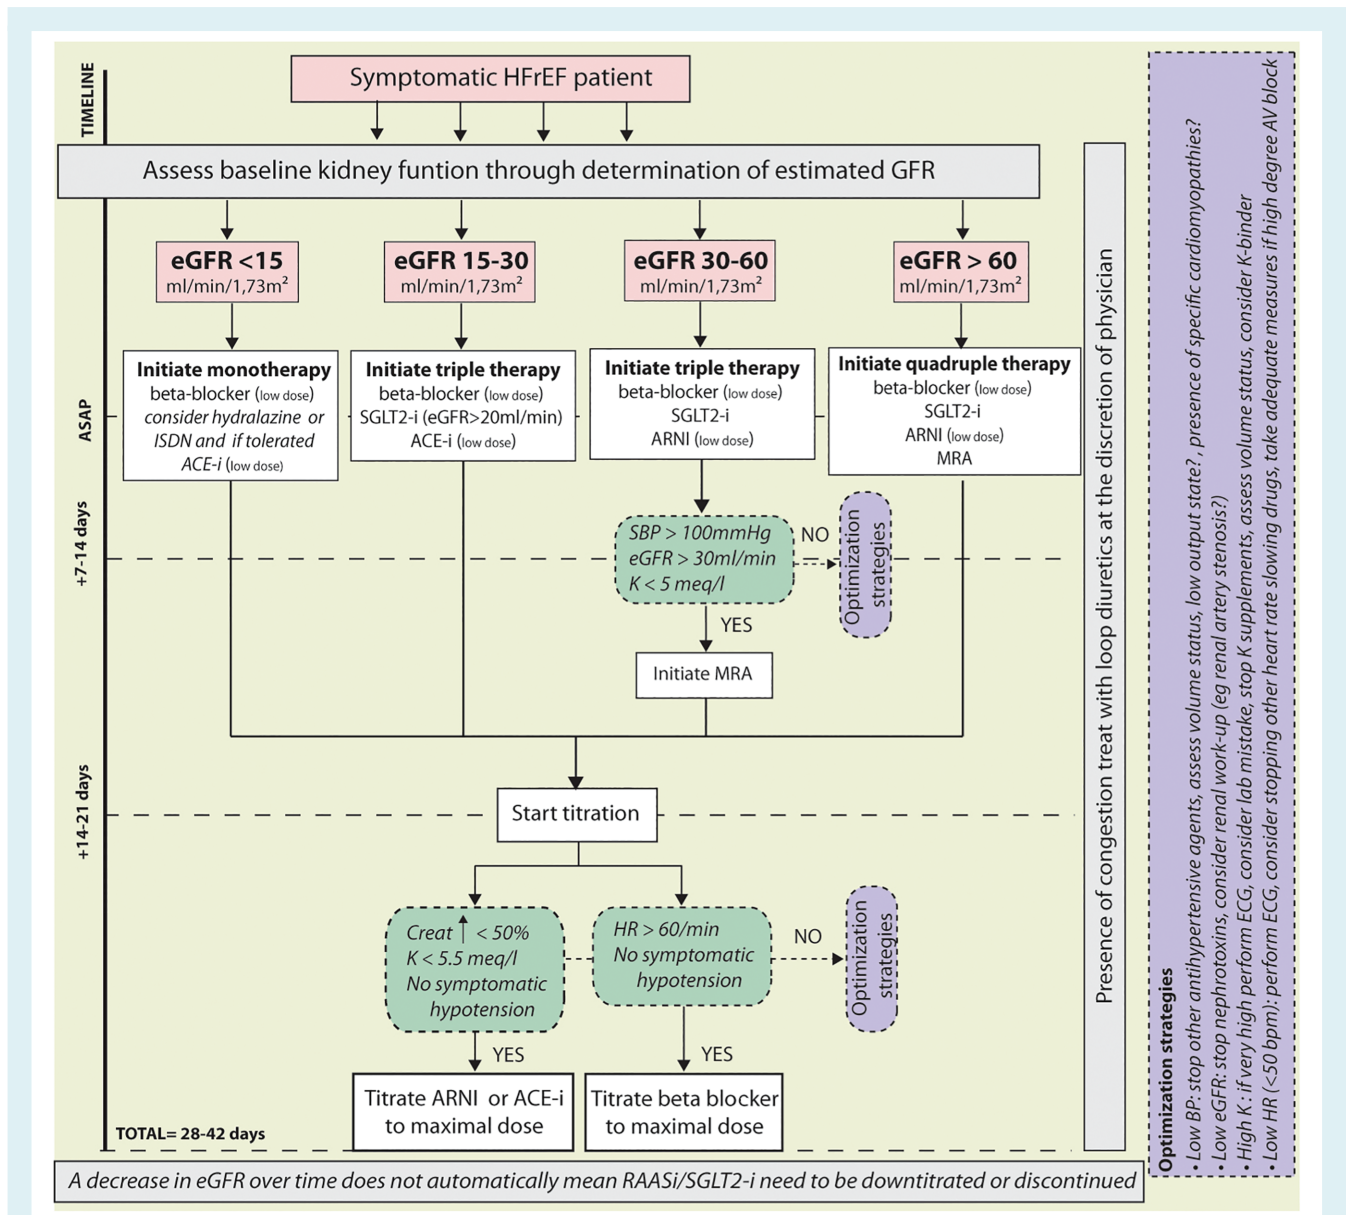 TIMELINE
Symptomatic HFrEF patient
Assess baseline kidney funtion through determination of estimated GFR
eGFR <15
ml/min/1,73m²
eGFR 15-30
ml/min/1,73m²
eGFR 30-60
ml/min/1,73m²
eGFR > 60
ml/min/1,73m²
ASAP
Initiate monotherapy
beta-blocker (low dose)
consider hydralazine or
ISDN and if tolerated
ACE-i (low dose)
Initiate triple therapy
beta-blocker (low dose)
SGLT2-i (eGFR>20ml/min)
ACE-i (low dose)
Initiate triple therapy
beta-blocker (low dose)
SGLT2-i
ARNI (low dose)
Initiate quadruple therapy
beta-blocker (low dose)
SGLT2-i
ARNI (low dose)
MRA
+7-14 days
SBP > 100mmHg
eGFR > 30ml/min
K < 5 meq/l
NO
Optimization
strategies
YES
Initiate MRA
+14-21 days
Start titration
Creat ↑ < 50%
K < 5.5 meq/l
No symptomatic
hypotension
HR > 60/min
No symptomatic
hypotension
NO
Optimization
strategies
YES
YES
Titrate ARNI or ACE-i
to maximal dose
Titrate beta blocker
to maximal dose
TOTAL= 28-42 days
A decrease in eGFR over time does not automatically mean RAASi/SGLT2-i need to be downtitrated or discontinued
Presence of congestion treat with loop diuretics at the discretion of physician
Optimization strategies
• Low BP: stop other antihypertensive agents, assess volume status, low output state?, presence of specific cardiomyopathies?
• Low eGFR: stop nephrotoxins, consider renal work-up (eg renal artery stenosis?)
• High K : if very high perform ECG, consider lab mistake, stop K supplements, assess volume status, consider K-binder
• Low HR (<50 bpm): perform ECG, consider stopping other heart rate slowing drugs, take adequate measures if high degree AV block